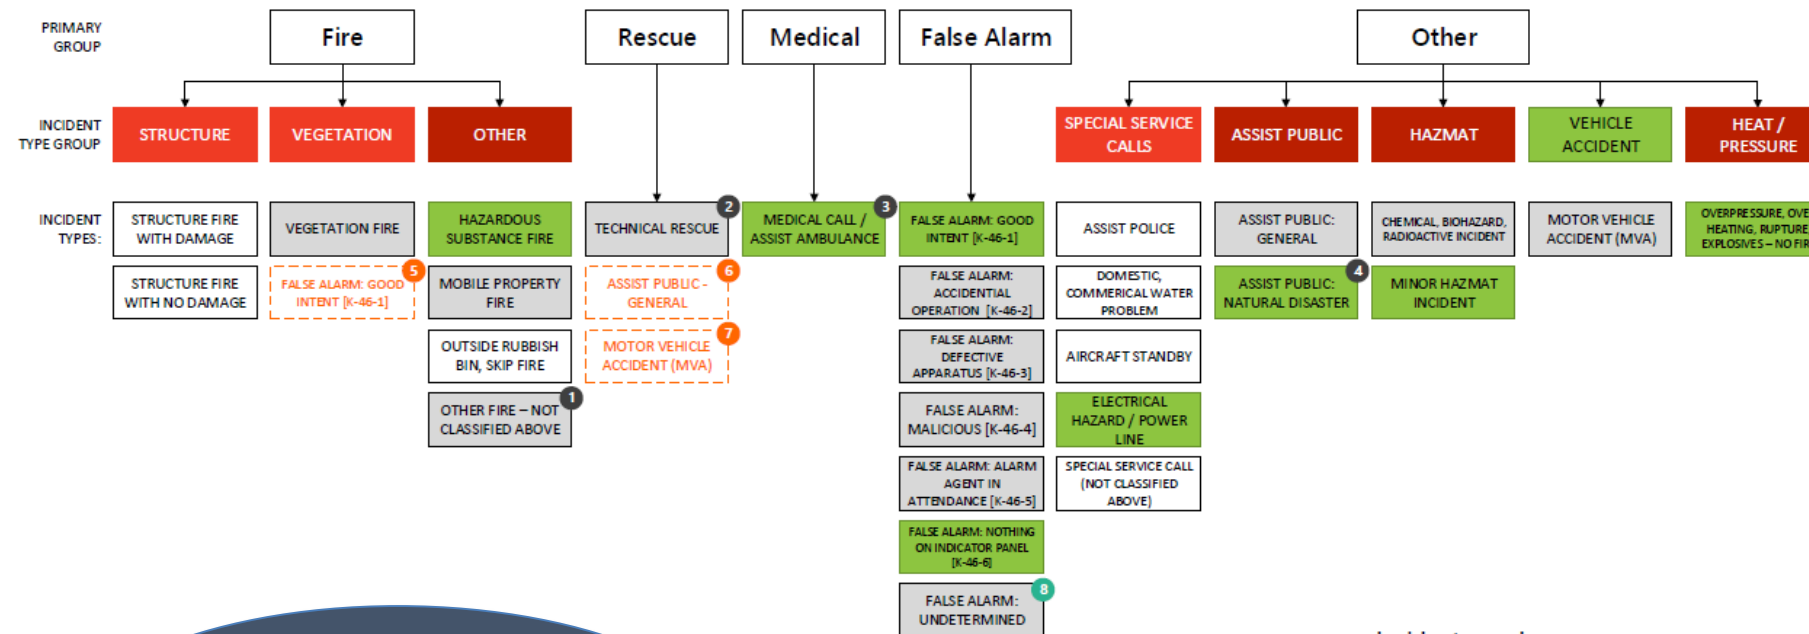 PRIMARY
GROUP
Fire
Rescue
Medical
False Alarm
Other
INCIDENT
TYPE GROUP
STRUCTURE
VEGETATION
OTHER
SPECIAL SERVICE
CALLS
ASSIST PUBLIC
HAZMAT
VEHICLE
ACCIDENT
HEAT /
PRESSURE
INCIDENT
TYPES:
STRUCTURE FIRE
WITH DAMAGE
STRUCTURE FIRE
WITH NO DAMAGE
VEGETATION FIRE
5
FALSE ALARM: GOOD
INTENT [K-46-1]
HAZARDOUS
SUBSTANCE FIRE
MOBILE PROPERTY
FIRE
OUTSIDE RUBBISH
BIN, SKIP FIRE
1
OTHER FIRE – NOT
CLASSIFIED ABOVE
2
TECHNICAL RESCUE
6
ASSIST PUBLIC -
GENERAL
7
MOTOR VEHICLE
ACCIDENT (MVA)
3
MEDICAL CALL /
ASSIST AMBULANCE
FALSE ALARM: GOOD
INTENT [K-46-1]
FALSE ALARM:
ACCIDENTIAL
OPERATION [K-46-2]
FALSE ALARM:
DEFECTIVE
APPARATUS [K-46-3]
FALSE ALARM:
MALICIOUS [K-46-4]
FALSE ALARM: ALARM
AGENT IN
ATTENDANCE [K-46-5]
FALSE ALARM: NOTHING
ON INDICATOR PANEL
[K-46-6]
8
FALSE ALARM:
UNDETERMINED
ASSIST POLICE
DOMESTIC,
COMMERICAL WATER
PROBLEM
AIRCRAFT STANDBY
ELECTRICAL
HAZARD / POWER
LINE
SPECIAL SERVICE CALL
(NOT CLASSIFIED
ABOVE)
ASSIST PUBLIC:
GENERAL
4
ASSIST PUBLIC:
NATURAL DISASTER
CHEMICAL, BIOHAZARD,
RADIOACTIVE INCIDENT
MINOR HAZMAT
INCIDENT
MOTOR VEHICLE
ACCIDENT (MVA)
OVERPRESSURE, OVE
HEATING, RUPTURE,
EXPLOSIVES – NO FIR